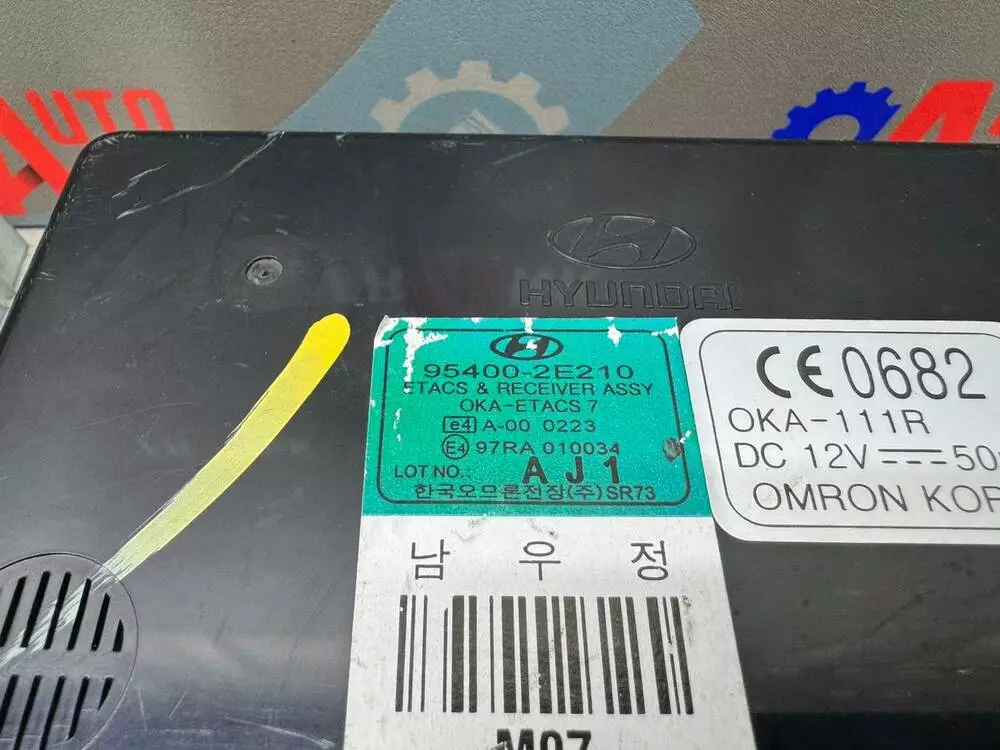 AUTO
HYUNDAI
95400-2E210
ETACS & RECEIVER ASSY
OKA-ETACS 7
e4 A-00 0223
E4 97RA 010034
LOT NO.: AJ1
한국오므론전장(주) SR73
CE 0682
OKA-111R
DC 12V
OMRON
남 우 정